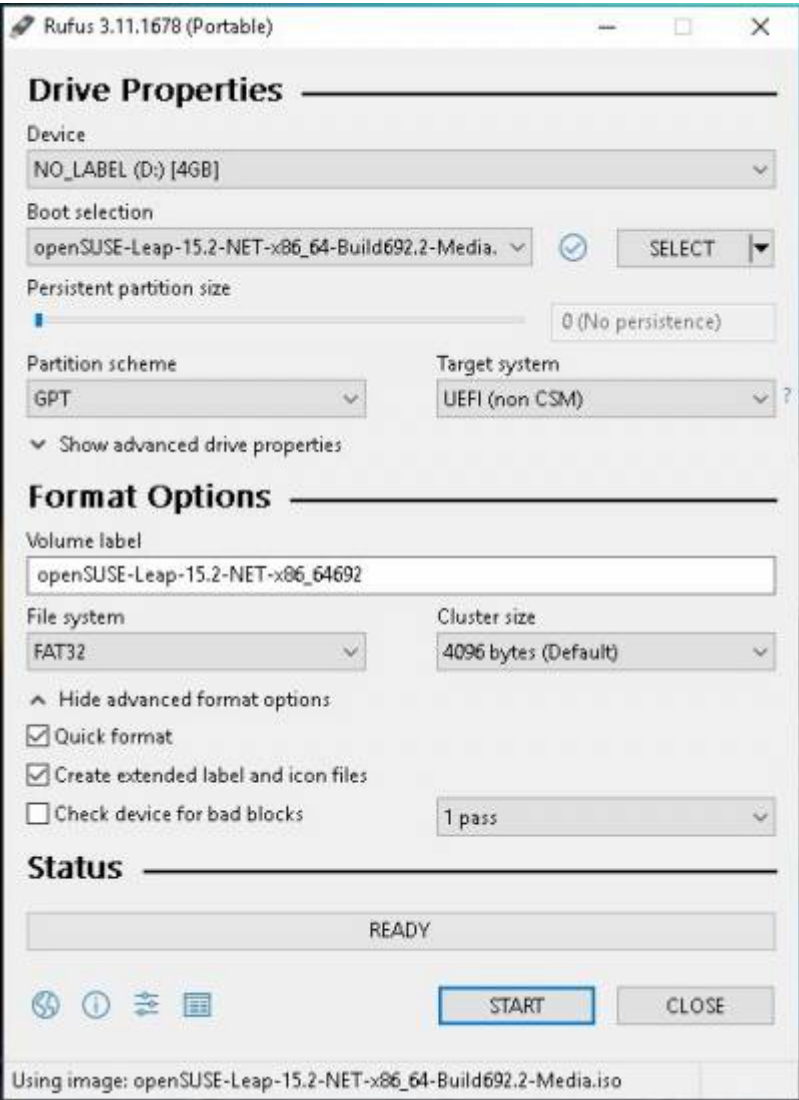 Rufus 3.11.1678 (Portable)
Drive Properties
Device
NO_LABEL (D:) [4GB]
Boot selection
openSUSE-Leap-15.2-NET-x86_64-Build692.2-Media.
SELECT
Persistent partition size
0 (No persistence)
Partition scheme
Target system
GPT
UEFI (non CSM)
?
Show advanced drive properties
Format Options
Volume label
openSUSE-Leap-15.2-NET-x86_64692
File system
Cluster size
FAT32
4096 bytes (Default)
Hide advanced format options
Quick format
Create extended label and icon files
Check device for bad blocks
1 pass
Status
READY
START
CLOSE
Using image: openSUSE-Leap-15.2-NET-x86_64-Build692.2-Media.iso